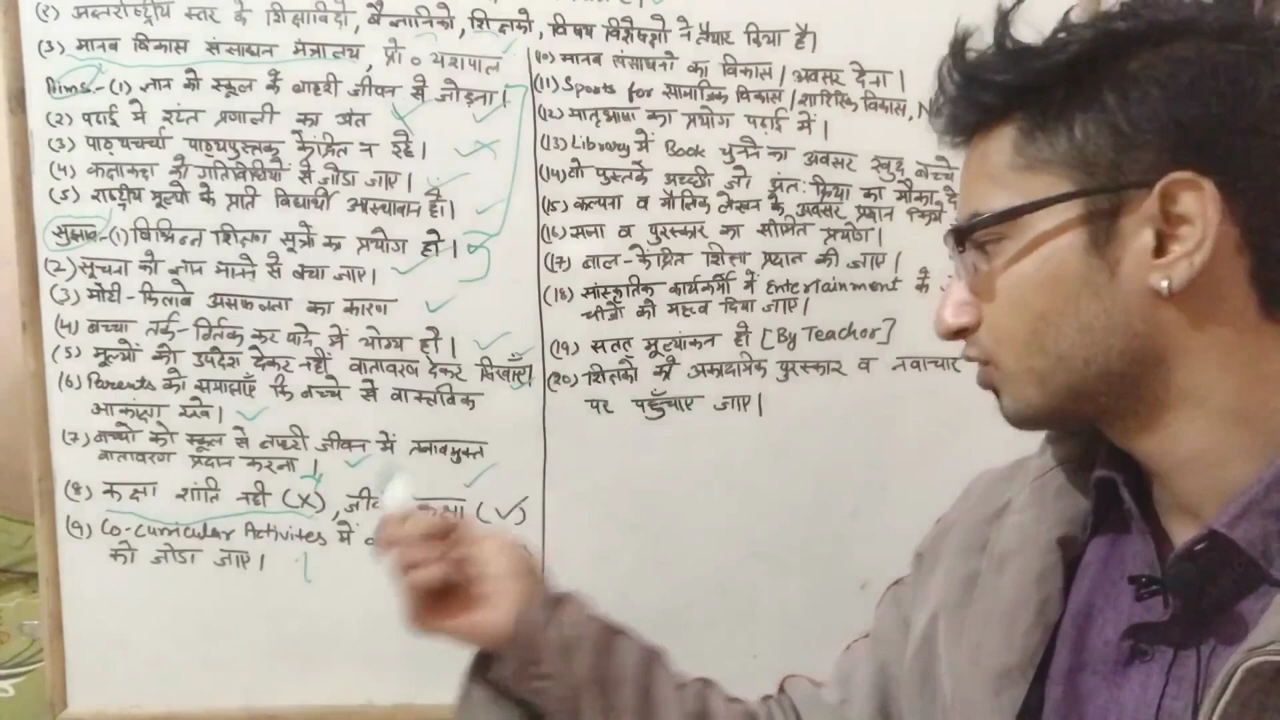 (२) अन्तर्राष्ट्रीय स्तर के शिक्षाविदो, वैज्ञानिको, शिक्षको, विषय विशेषज्ञो ने तैयार किया है।
(3) मानव विकास संसाधन मंत्रालय, प्रो० यशपाल
Aims:- (1) ज्ञान को स्कूल के बाहरी जीवन से जोड़ना।
(2) पढाई में रटंत प्रणाली का अंत
(3) पाठ्यचर्चा पाठ्यपुस्तक केंद्रित न रहे।
(4) कक्षाकक्ष को गतिविधियों से जोडा जाए।
(5) राष्ट्रीय मूल्यो के प्रति विद्यार्थी आस्थावान हों।
सुझाव:- (1) विभिन्न शिक्षण सूत्रो का प्रयोग हो।
(2) सूचना को ज्ञान मानने से बचा जाए।
(3) मोटी-किताबे असफलता का कारण
(4) बच्चा तर्क- कर पाने में योग्य हो।
(5) मूल्यों को उपदेश देकर नहीं वातावरण देकर सिखाएँ।
(6) Parents को समझाएँ कि बच्चे से वास्तविक
आकांक्षा रखे।
(7) बच्चो को स्कूल से बाहरी जीवन में तनावमुक्त
वातावरण प्रदान करना।
(8) कक्षा शांति नहीं (X), कक्षा (✓)
(9) Co-curricular Activites में
को जोडा जाए।
(10) मानव संसाधनो का विकास / अवसर देना।
(11) Sports for सामाजिक विकास / शारिरिक विकास,
(12) मातृभाषा का प्रयोग पढाई में।
(13) Library में Book चुनने का अवसर खुद बच्चे
(14) वो पुस्तकें अच्छी जो अंतःक्रिया का मौका दे
(15) कल्पना व मौलिक लेखन के अवसर प्रदान
(16) सजा व पुरस्कार का सीमित प्रयोग।
(17) बाल-केंद्रित शिक्षा प्रदान की जाए।
(18) सांस्कृतिक कार्यक्रमों में Entertainment के
चीजो को महत्व दिया जाए।
(19) सतत् मूल्यांकन हो [By Teacher]
(20) शिक्षको को अकादमिक पुरस्कार व नवाचार
पर पहुँचाए जाए।